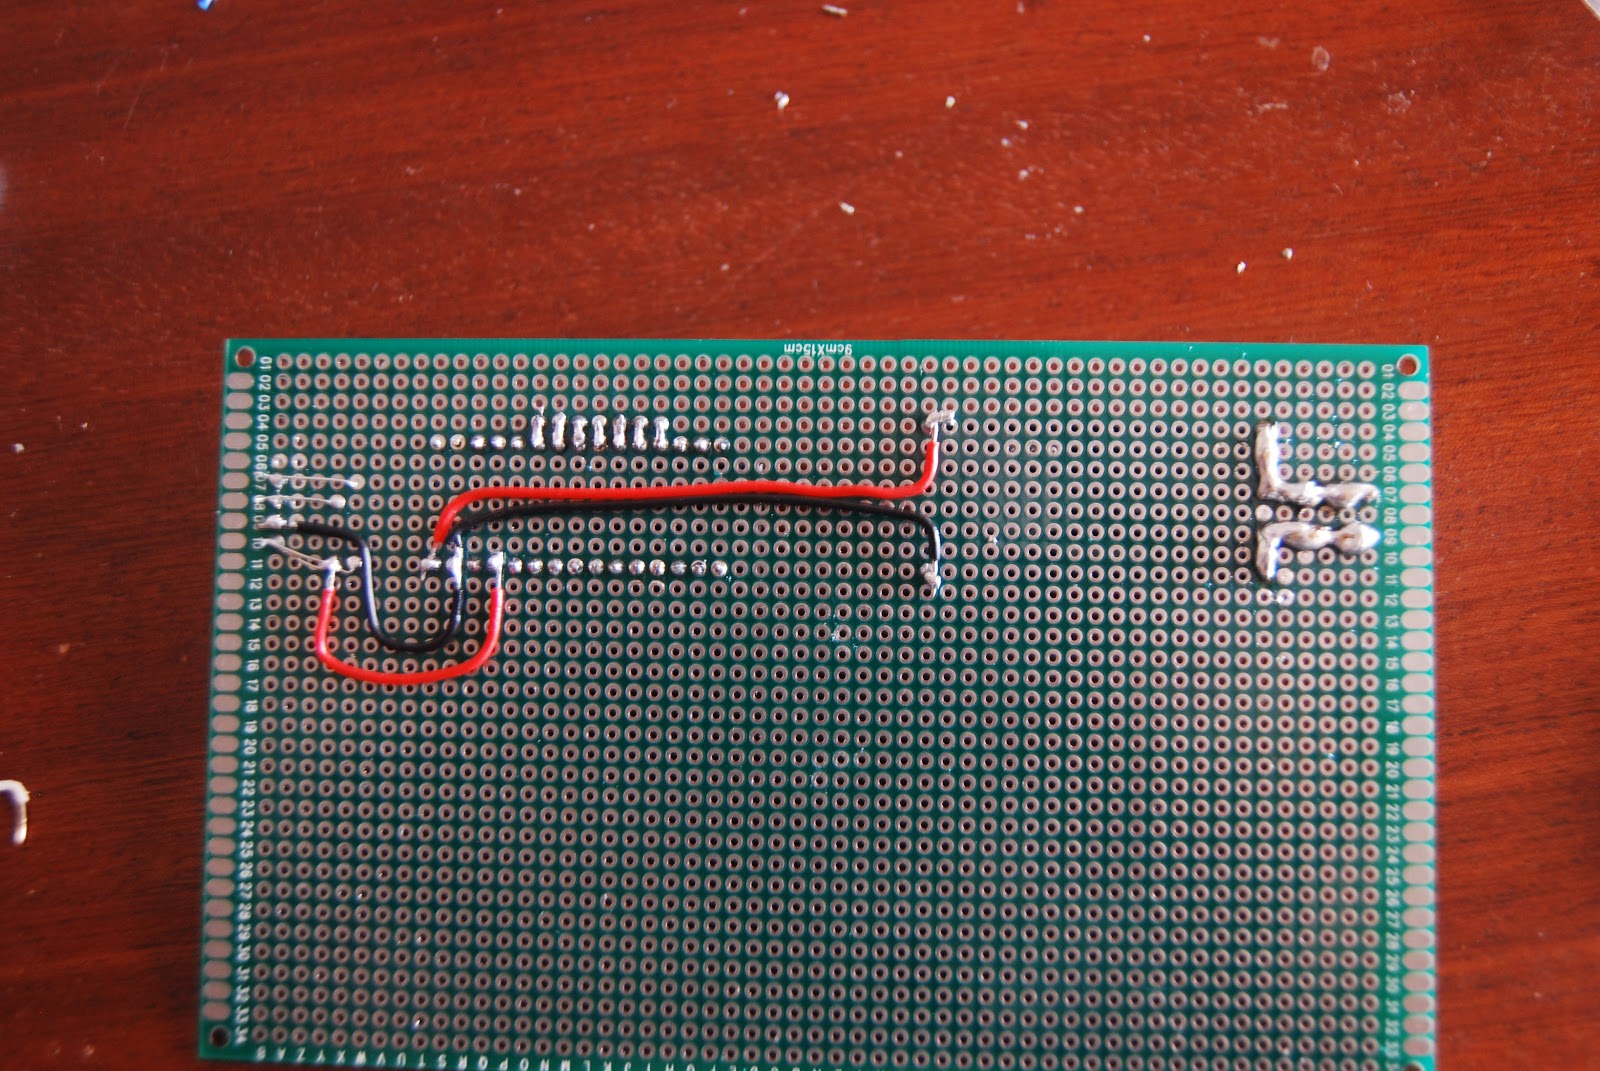 9cmX15cm
01 02 03 04 05 06 07 08 09 10 11 12 13 14 15 16 17 18 19 20 21 22 23 24 25 26 27 28 29 30 31 32 33 34
01 02 03 04 05 06 07 08 09 10 11 12 13 14 15 16 17 18 19 20 21 22 23 24 25 26 27 28 29 30 31 32 33
B A Z Y X W V U T S R Q P O N M L K J I H G F E D